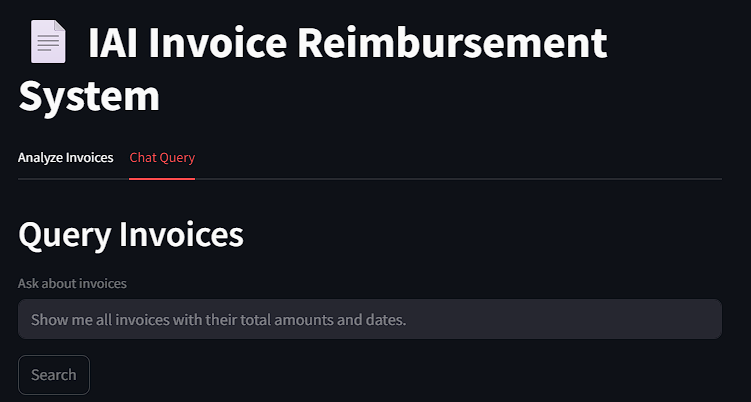 IAI Invoice Reimbursement
System
Analyze Invoices Chat Query
Query Invoices
Ask about invoices
Show me all invoices with their total amounts and dates.
Search